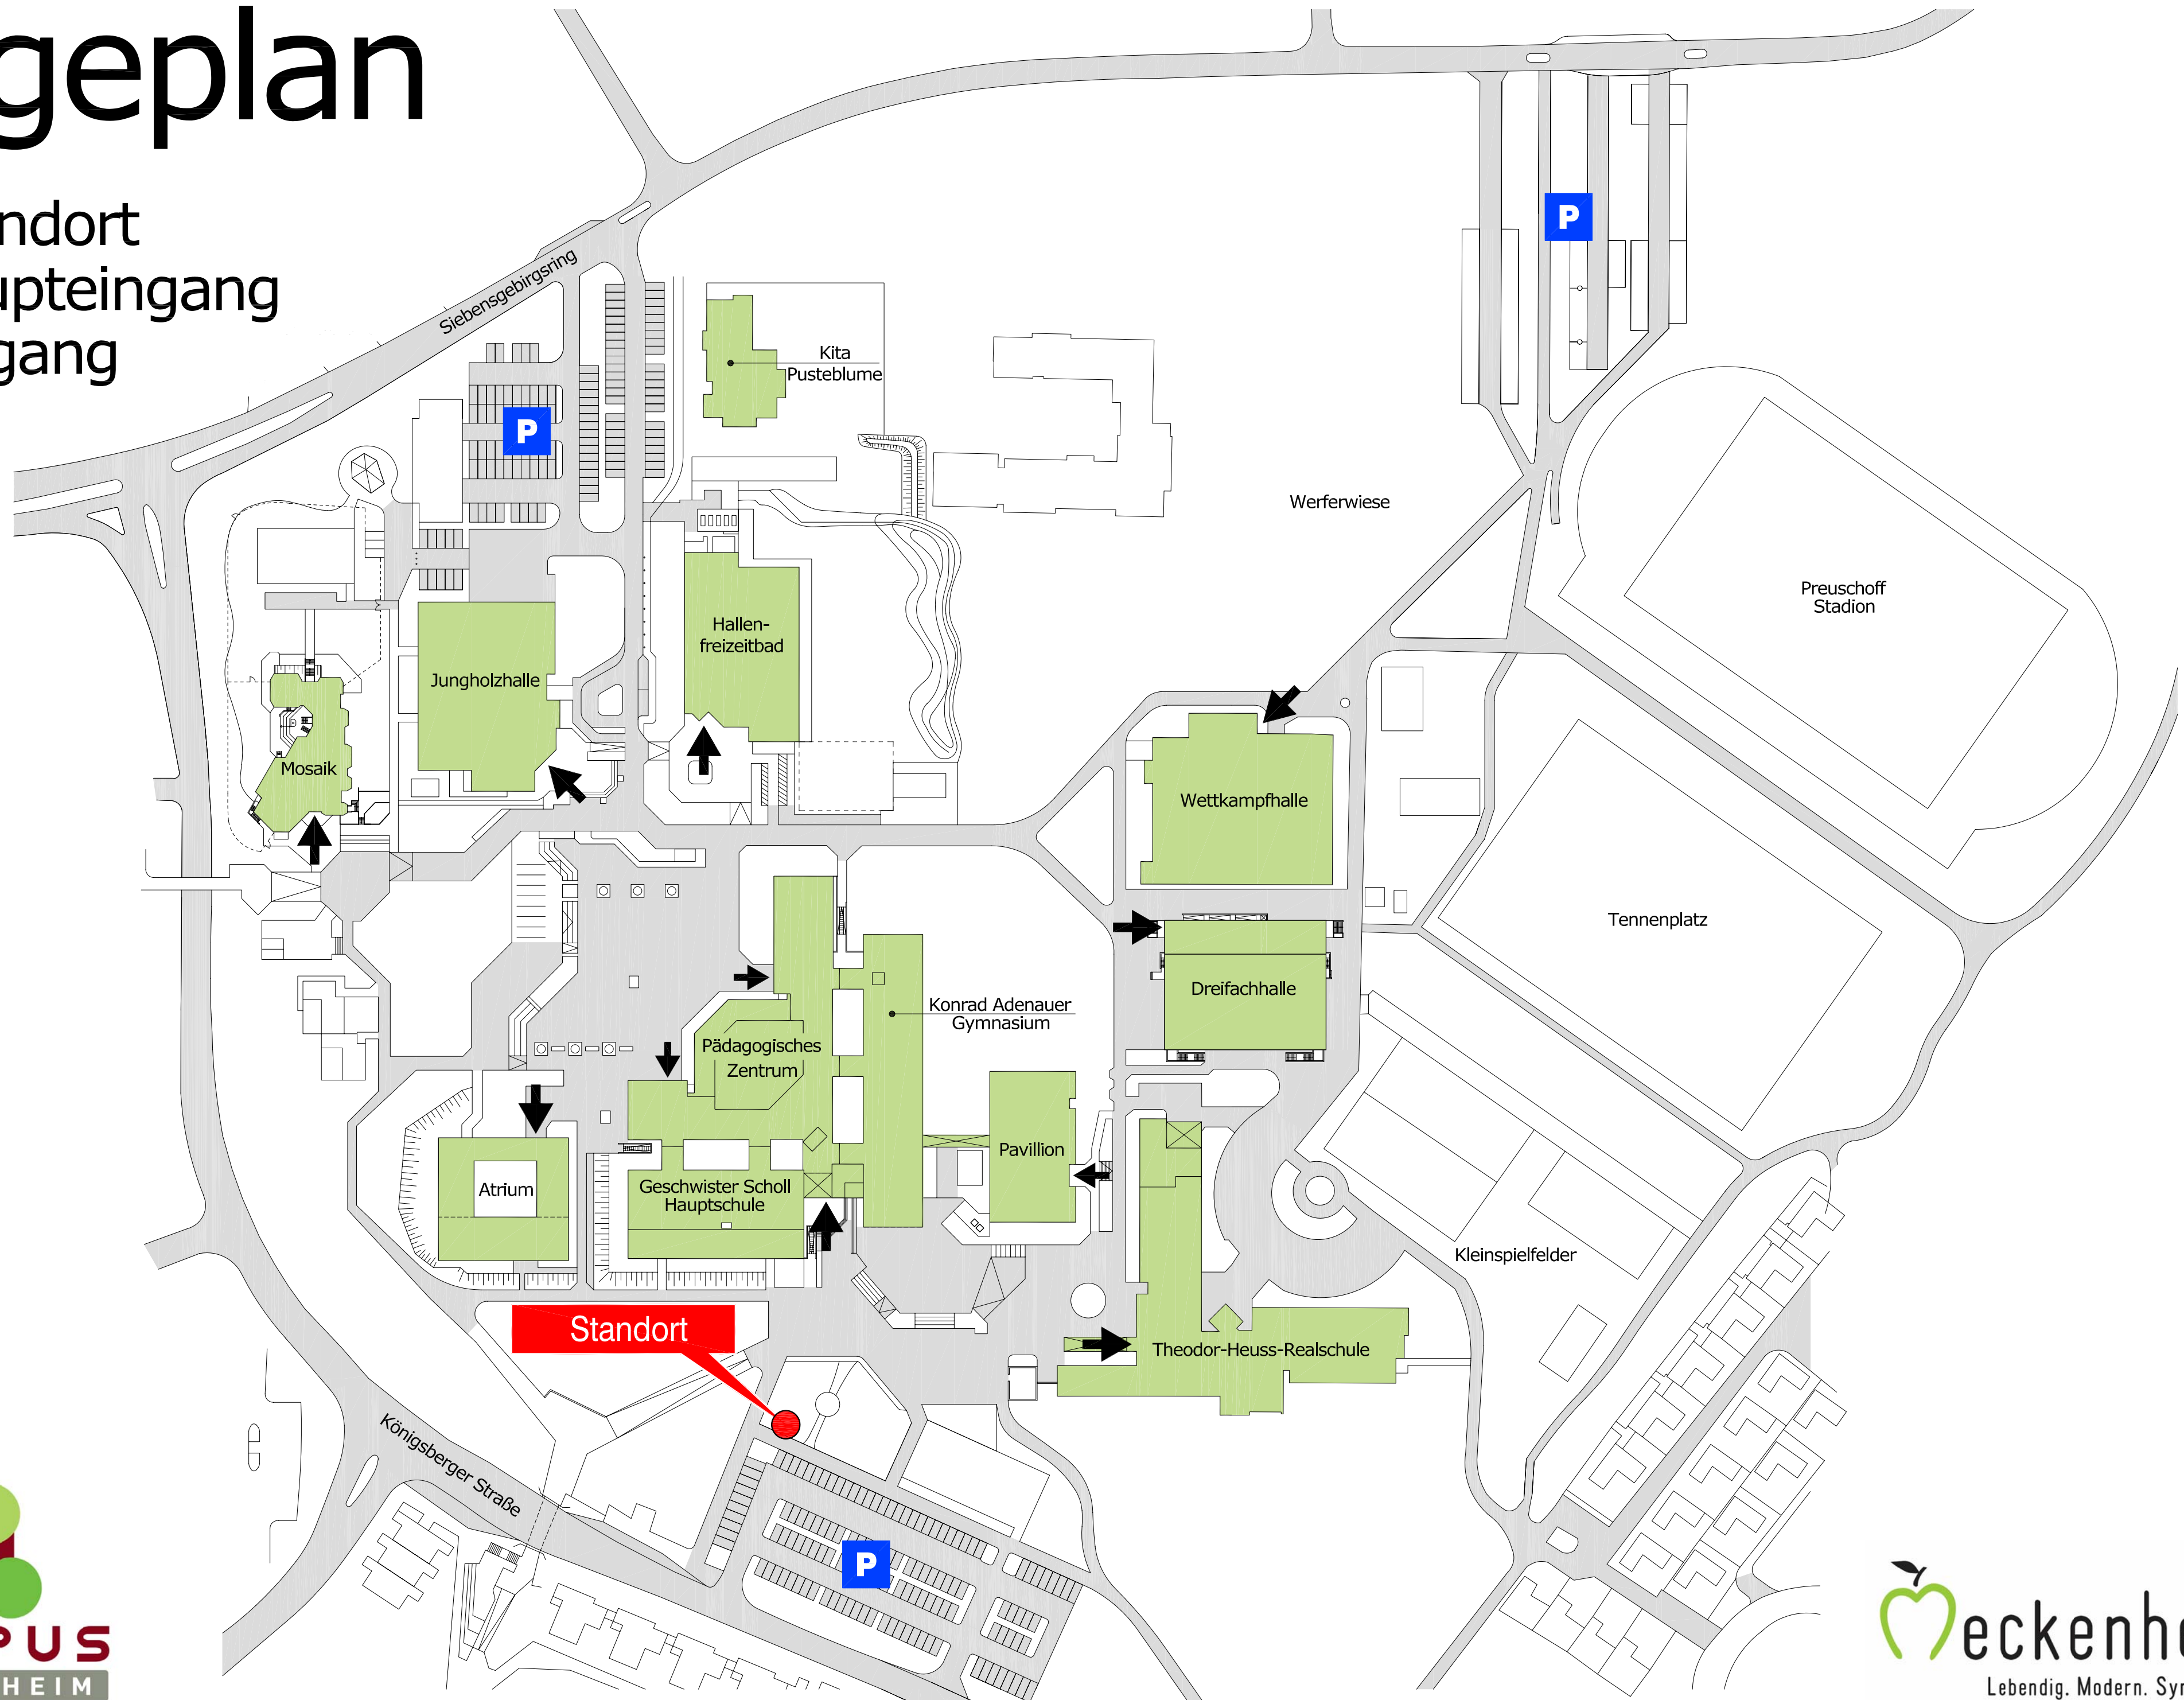 geplan
ndort
upteingang
gang
Siebensgebirgsring
P
P
Kita
Pusteblume
Werferwiese
Preuschoff
Stadion
Hallen-
freizeitbad
Jungholzhalle
Mosaik
Wettkampfhalle
Tennenplatz
Dreifachhalle
Konrad Adenauer
Gymnasium
Pädagogisches
Zentrum
Pavillion
Atrium
Geschwister Scholl
Hauptschule
Kleinspielfelder
Standort
Theodor-Heuss-Realschule
Königsberger Straße
P
PUS
HEIM
eckenh
Lebendig. Modern. Sy